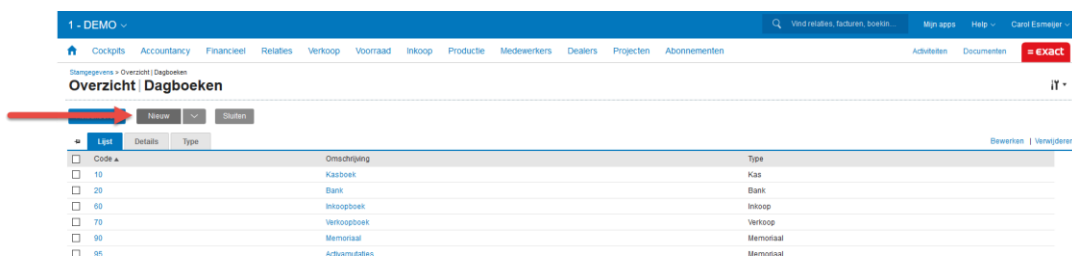 1 - DEMO
Vind relaties, facturen, boekin... Mijn apps Help Carol Esmeijer
Cockpits Accountancy Financieel Relaties Verkoop Voorraad Inkoop Productie Medewerkers Dealers Projecten Abonnementen Activiteiten Documenten = exact
Stamgegevens > Overzicht | Dagboeken
Overzicht | Dagboeken
Nieuw Sluiten
Lijst Details Type Bewerken | Verwijderen
Code Omschrijving Type
10 Kasboek Kas
20 Bank Bank
60 Inkoopboek Inkoop
70 Verkoopboek Verkoop
90 Memoriaal Memoriaal
95 Activamutaties Memoriaal